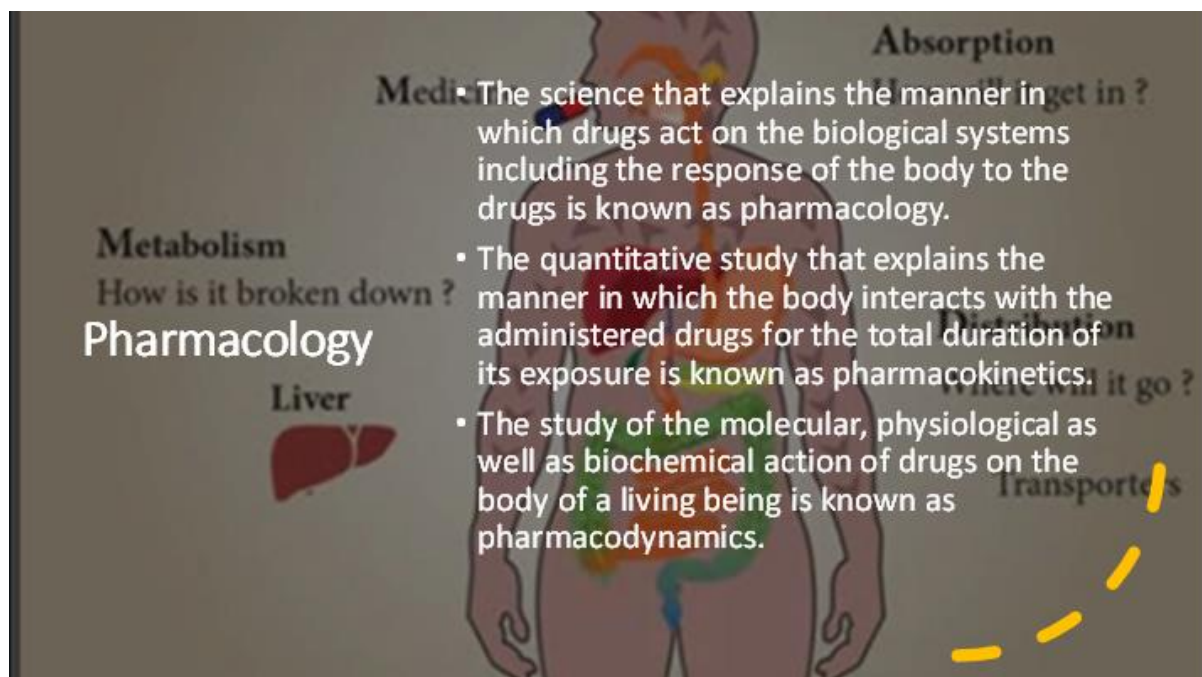 Absorption
get in ?
• The science that explains the manner in
which drugs act on the biological systems
including the response of the body to the
drugs is known as pharmacology.
Metabolism
How is it broken down ?
• The quantitative study that explains the
manner in which the body interacts with the
administered drugs for the total duration of
its exposure is known as pharmacokinetics.
Pharmacology
Distribution
Where will it go ?
Liver
• The study of the molecular, physiological as
well as biochemical action of drugs on the
body of a living being is known as
pharmacodynamics.
Transporters